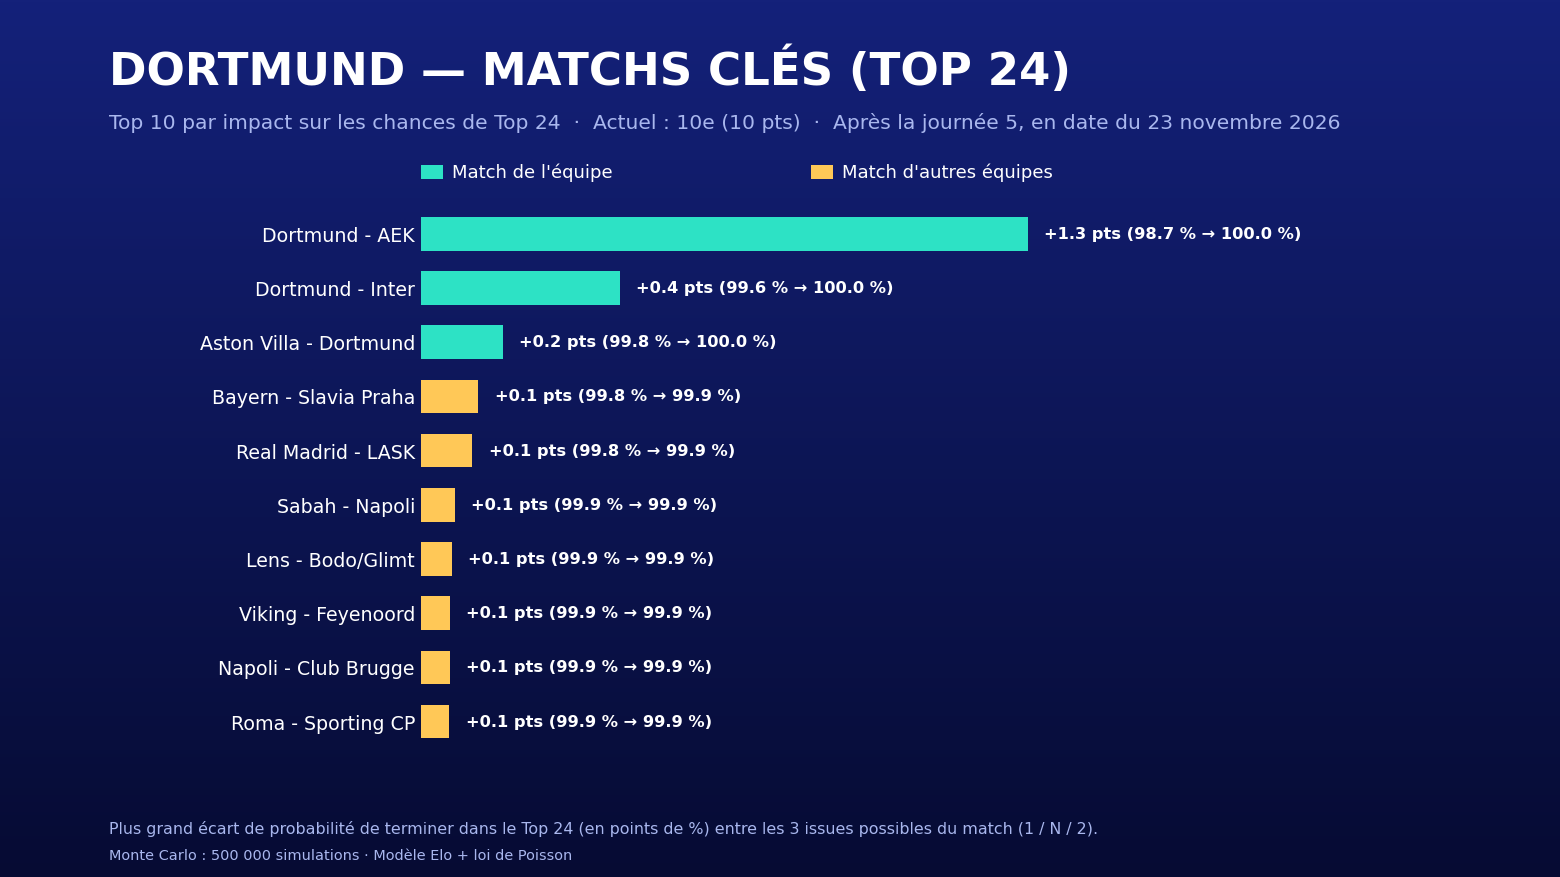 DORTMUND — MATCHS CLÉS (TOP 24)
Top 10 par impact sur les chances de Top 24 · Actuel : 10e (10 pts) · Après la journée 5, en date du 23 novembre 2026
Match de l'équipe
Match d'autres équipes
Dortmund - AEK +1.3 pts (98.7 % → 100.0 %)
Dortmund - Inter +0.4 pts (99.6 % → 100.0 %)
Aston Villa - Dortmund +0.2 pts (99.8 % → 100.0 %)
Bayern - Slavia Praha +0.1 pts (99.8 % → 99.9 %)
Real Madrid - LASK +0.1 pts (99.8 % → 99.9 %)
Sabah - Napoli +0.1 pts (99.9 % → 99.9 %)
Lens - Bodo/Glimt +0.1 pts (99.9 % → 99.9 %)
Viking - Feyenoord +0.1 pts (99.9 % → 99.9 %)
Napoli - Club Brugge +0.1 pts (99.9 % → 99.9 %)
Roma - Sporting CP +0.1 pts (99.9 % → 99.9 %)
Plus grand écart de probabilité de terminer dans le Top 24 (en points de %) entre les 3 issues possibles du match (1 / N / 2).
Monte Carlo : 500 000 simulations · Modèle Elo + loi de Poisson